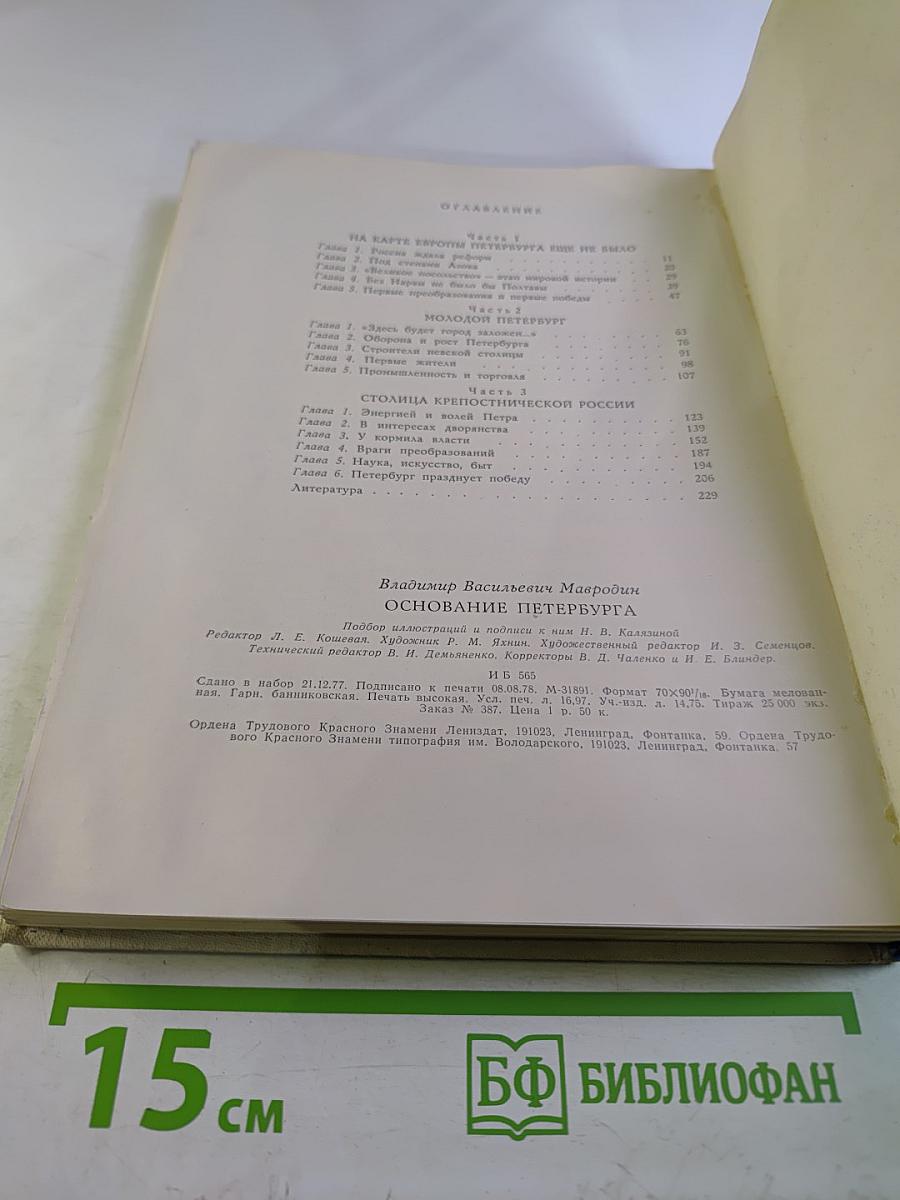 ОГЛАВЛЕНИЕ
Часть 1
НА КАРТЕ ЕВРОПЫ ПЕТЕРБУРГА ЕЩЕ НЕ БЫЛО
Глава 1. Россия ждала реформ . . . . . . . . . . 11
Глава 2. Под стенами Азова . . . . . . . . . . 23
Глава 3. «Великое посольство» — этап мировой истории . . . 29
Глава 4. Без Нарвы не было бы Полтавы . . . . . . 39
Глава 5. Первые преобразования и первые победы . . . . 47
Часть 2
МОЛОДОЙ ПЕТЕРБУРГ
Глава 1. «Здесь будет город заложен...» . . . . . . . 63
Глава 2. Оборона и рост Петербурга . . . . . . . 76
Глава 3. Строители невской столицы . . . . . . . 91
Глава 4. Первые жители . . . . . . . . . . 98
Глава 5. Промышленность и торговля . . . . . . . 107
Часть 3
СТОЛИЦА КРЕПОСТНИЧЕСКОЙ РОССИИ
Глава 1. Энергией и волей Петра . . . . . . . . 123
Глава 2. В интересах дворянства . . . . . . . . 139
Глава 3. У кормила власти . . . . . . . . . 152
Глава 4. Враги преобразований . . . . . . . . 187
Глава 5. Наука, искусство, быт . . . . . . . . 194
Глава 6. Петербург празднует победу . . . . . . . 206
Литература . . . . . . . . . . . . . . 229
Владимир Васильевич Мавродин
ОСНОВАНИЕ ПЕТЕРБУРГА
Подбор иллюстраций и подписи к ним Н. В. Калязиной
Редактор Л. Е. Кошевая. Художник Р. М. Яхнин. Художественный редактор И. З. Семенцов.
Технический редактор В. И. Демьяненко. Корректоры В. Д. Чаленко и И. Е. Блиндер.
ИБ 565
Сдано в набор 21.12.77. Подписано к печати 08.08.78. М-31891. Формат 70×90¹/₁₆. Бумага мелован-
ная. Гарн. банниковская. Печать высокая. Усл. печ. л. 16,97. Уч.-изд. л. 14,75. Тираж 25 000 экз.
Заказ № 387. Цена 1 р. 50 к.
Ордена Трудового Красного Знамени Лениздат, 191023, Ленинград, Фонтанка, 59. Ордена Трудо-
вого Красного Знамени типография им. Володарского, 191023, Ленинград, Фонтанка, 57
15 см
БФ БИБЛИОФАН